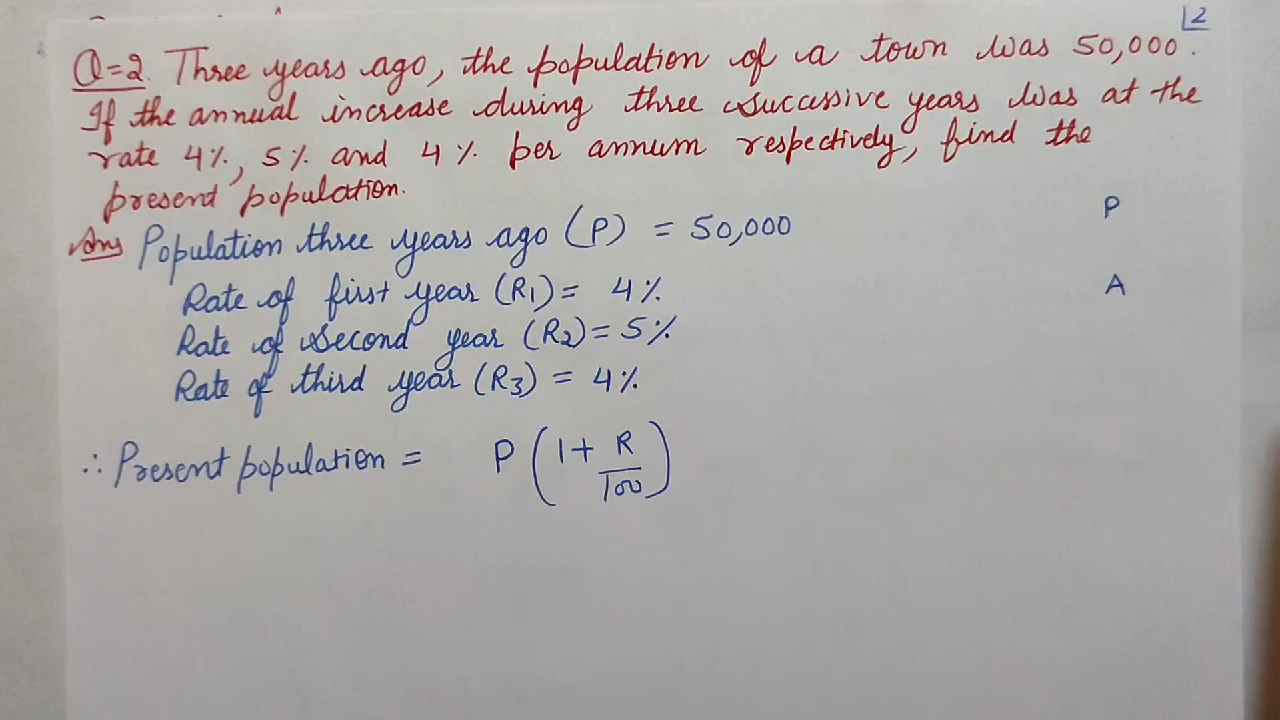 2
Q=2. Three years ago, the population of a town was 50,000.
If the annual increase during three successive years was at the
rate 4%, 5% and 4% per annum respectively, find the
present population.
Ans Population three years ago (P) = 50,000
P
Rate of first year (R1) = 4%
A
Rate of second year (R2) = 5%
Rate of third year (R3) = 4%
∴ Present population = P (1 + R/100)